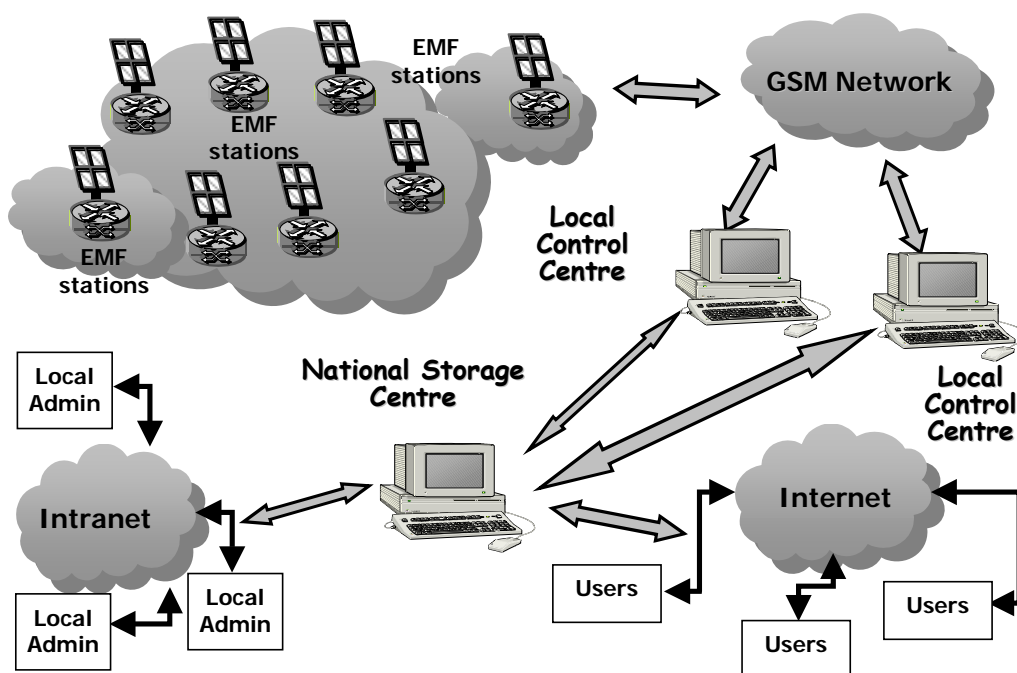 EMF
stations
EMF
stations
EMF
stations
GSM Network
Local
Control
Centre
Local
Control
Centre
National Storage
Centre
Local
Admin
Intranet
Local
Admin
Local
Admin
Internet
Users
Users
Users